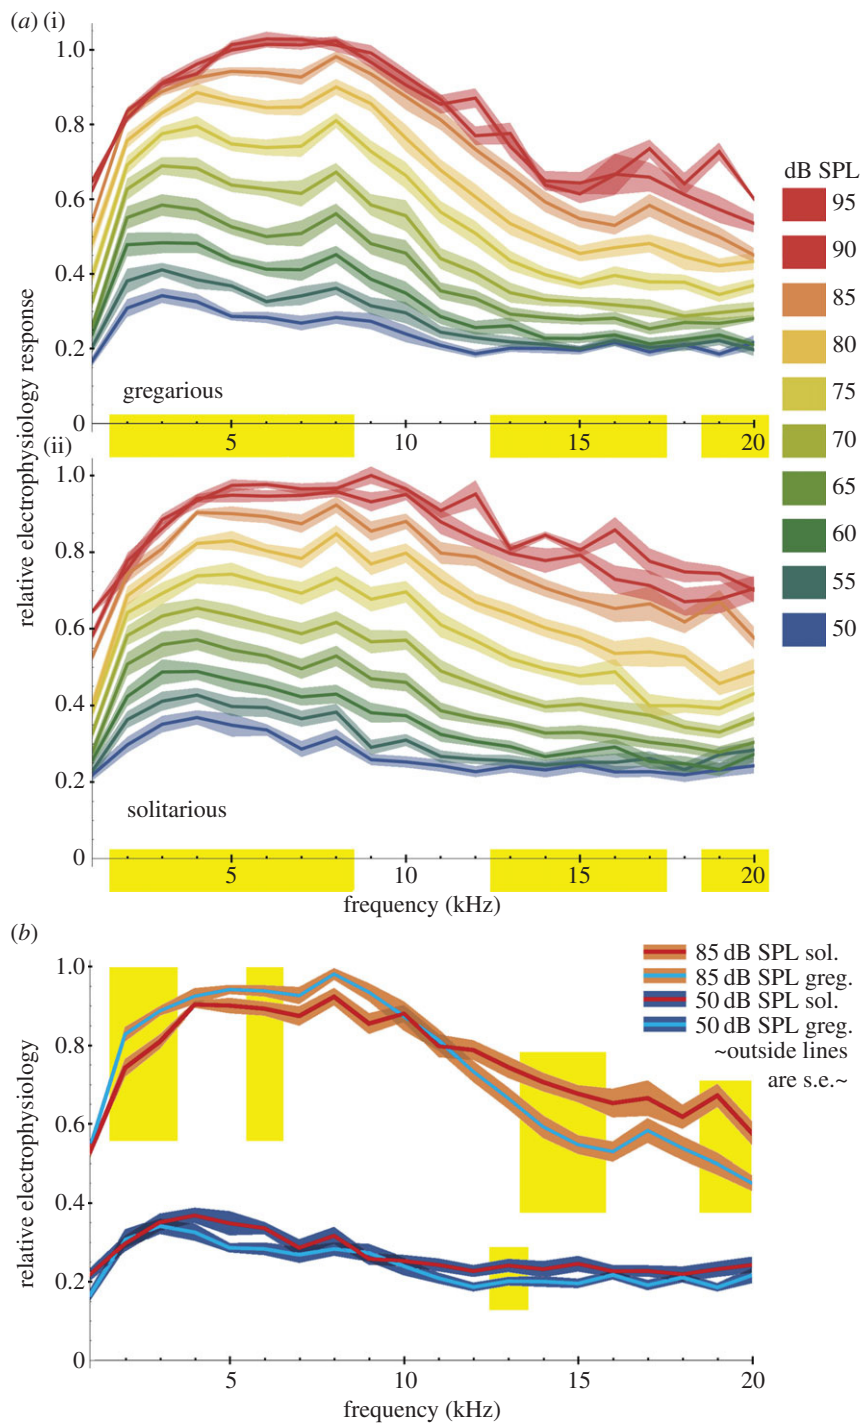 (a) (i)
1.0
0.8
0.6
0.4
0.2
0
gregarious
5
10
15
20
dB SPL
95
90
85
80
75
70
65
60
55
50
relative electrophysiology response
(ii)
1.0
0.8
0.6
0.4
0.2
0
solitarious
5
10
15
20
frequency (kHz)
(b)
85 dB SPL sol.
85 dB SPL greg.
50 dB SPL sol.
50 dB SPL greg.
~outside lines
are s.e.~
1.0
0.8
0.6
0.4
0.2
0
relative electrophysiology
5
10
15
20
frequency (kHz)